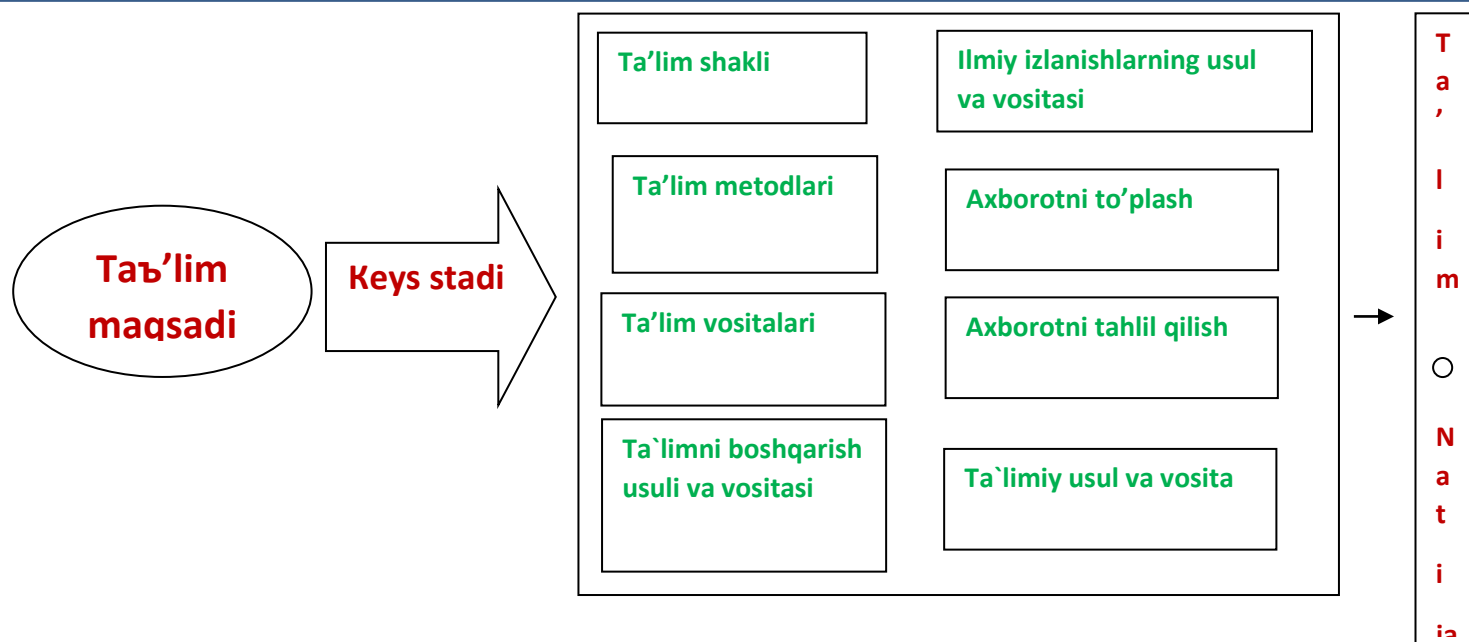 Taъ’lim
maqsadi
Keys stadi
Ta’lim shakli
Ta’lim metodlari
Ta’lim vositalari
Ta`limni boshqarish
usuli va vositasi
Ilmiy izlanishlarning usul
va vositasi
Axborotni to’plash
Axborotni tahlil qilish
Ta`limiy usul va vosita
T
a
’
l
i
m
N
a
t
i
ja